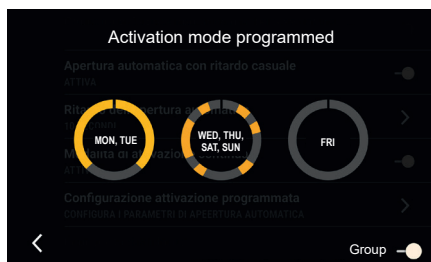 Activation mode programmed
Apertura automatica con ritardo casuale
ATTIVA
MON, TUE
WED, THU,
SAT, SUN
FRI
Configurazione attivazione programmata
CONFIGURA I PARAMETRI DI APEERTURA AUTOMATICA
Group